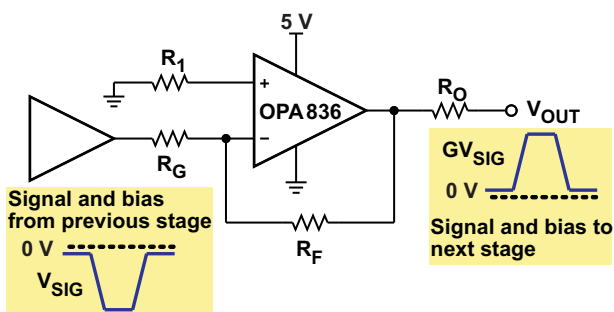 5 V
R1
+
OPA836
−
RG
RO
VOUT
GVSIG
0 V
Signal and bias to
next stage
Signal and bias
from previous stage
0 V
VSIG
RF